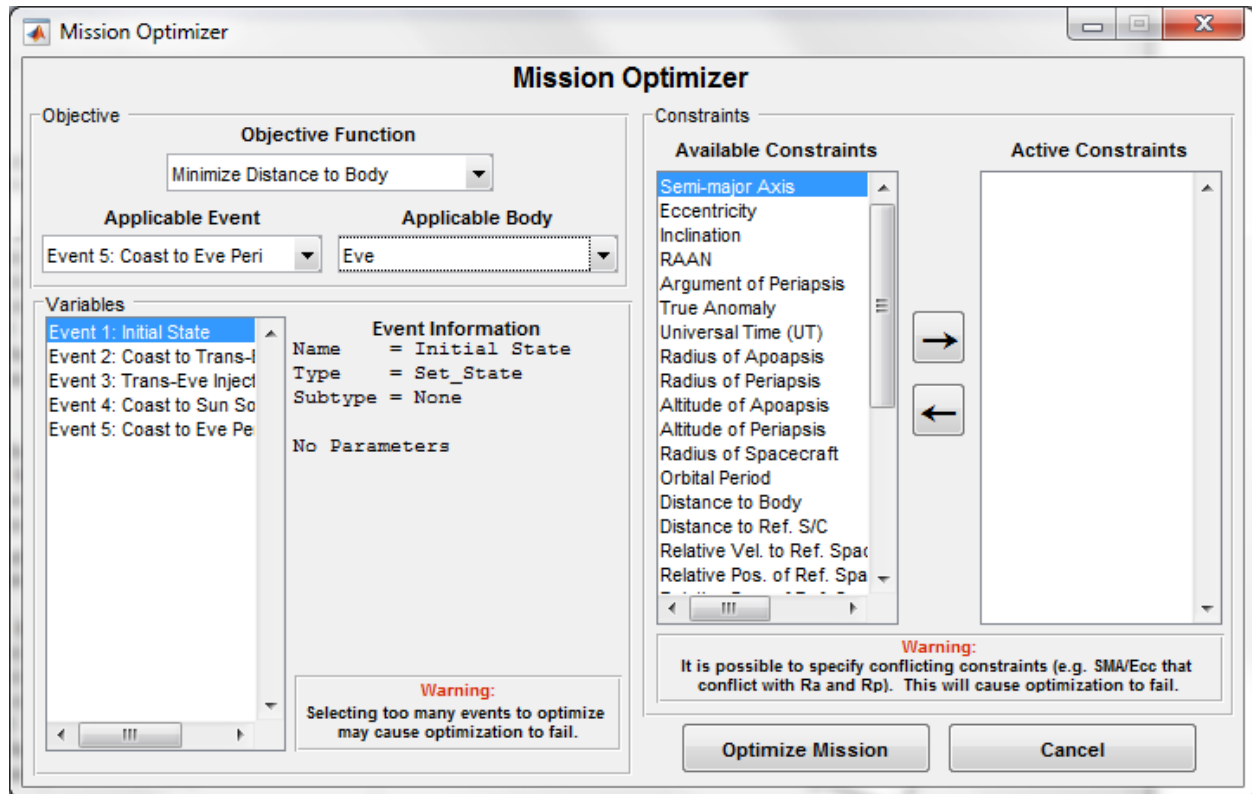 Mission Optimizer
Mission Optimizer
Objective
Objective Function
Minimize Distance to Body
Applicable Event
Applicable Body
Event 5: Coast to Eve Peri
Eve
Variables
Event 1: Initial State
Event 2: Coast to Trans-
Event 3: Trans-Eve Inject
Event 4: Coast to Sun So
Event 5: Coast to Eve Pe
Event Information
Name = Initial State
Type = Set_State
Subtype = None
No Parameters
Warning:
Selecting too many events to optimize
may cause optimization to fail.
Constraints
Available Constraints
Active Constraints
Semi-major Axis
Eccentricity
Inclination
RAAN
Argument of Periapsis
True Anomaly
Universal Time (UT)
Radius of Apoapsis
Radius of Periapsis
Altitude of Apoapsis
Altitude of Periapsis
Radius of Spacecraft
Orbital Period
Distance to Body
Distance to Ref. S/C
Relative Vel. to Ref. Spac
Relative Pos. of Ref. Spa
Warning:
It is possible to specify conflicting constraints (e.g. SMA/Ecc that
conflict with Ra and Rp). This will cause optimization to fail.
Optimize Mission
Cancel